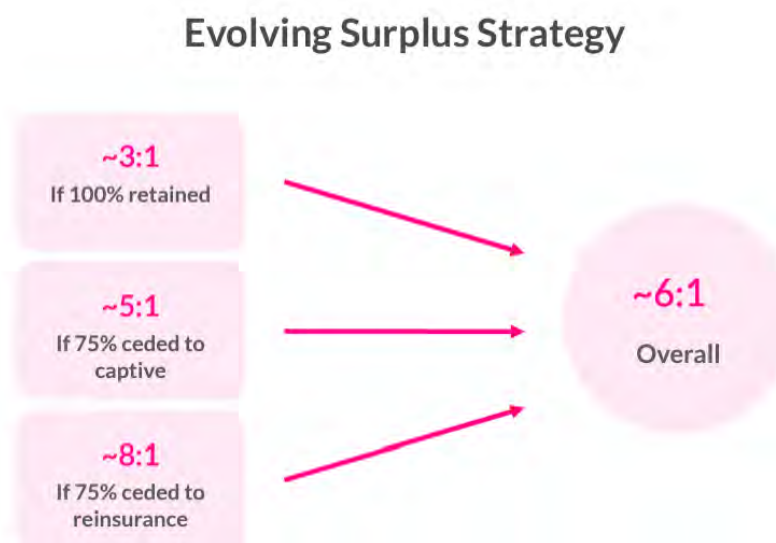 Evolving Surplus Strategy
~3:1
If 100% retained
~5:1
If 75% ceded to
captive
~8:1
If 75% ceded to
reinsurance
~6:1
Overall